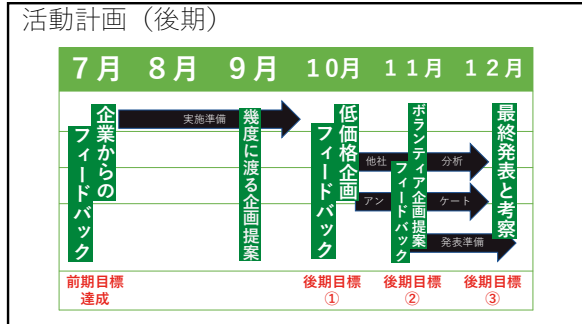 活動計画（後期）
7月 8月 9月 10月 11月 12月
企業からの
フィードバック
実施準備
幾度に渡る企画提案
低価格企画
フィードバック
他社 分析
アン ケート
ボランティア企画提案
フィードバック
発表準備
最終発表と考察
前期目標
達成
後期目標
①
後期目標
②
後期目標
③